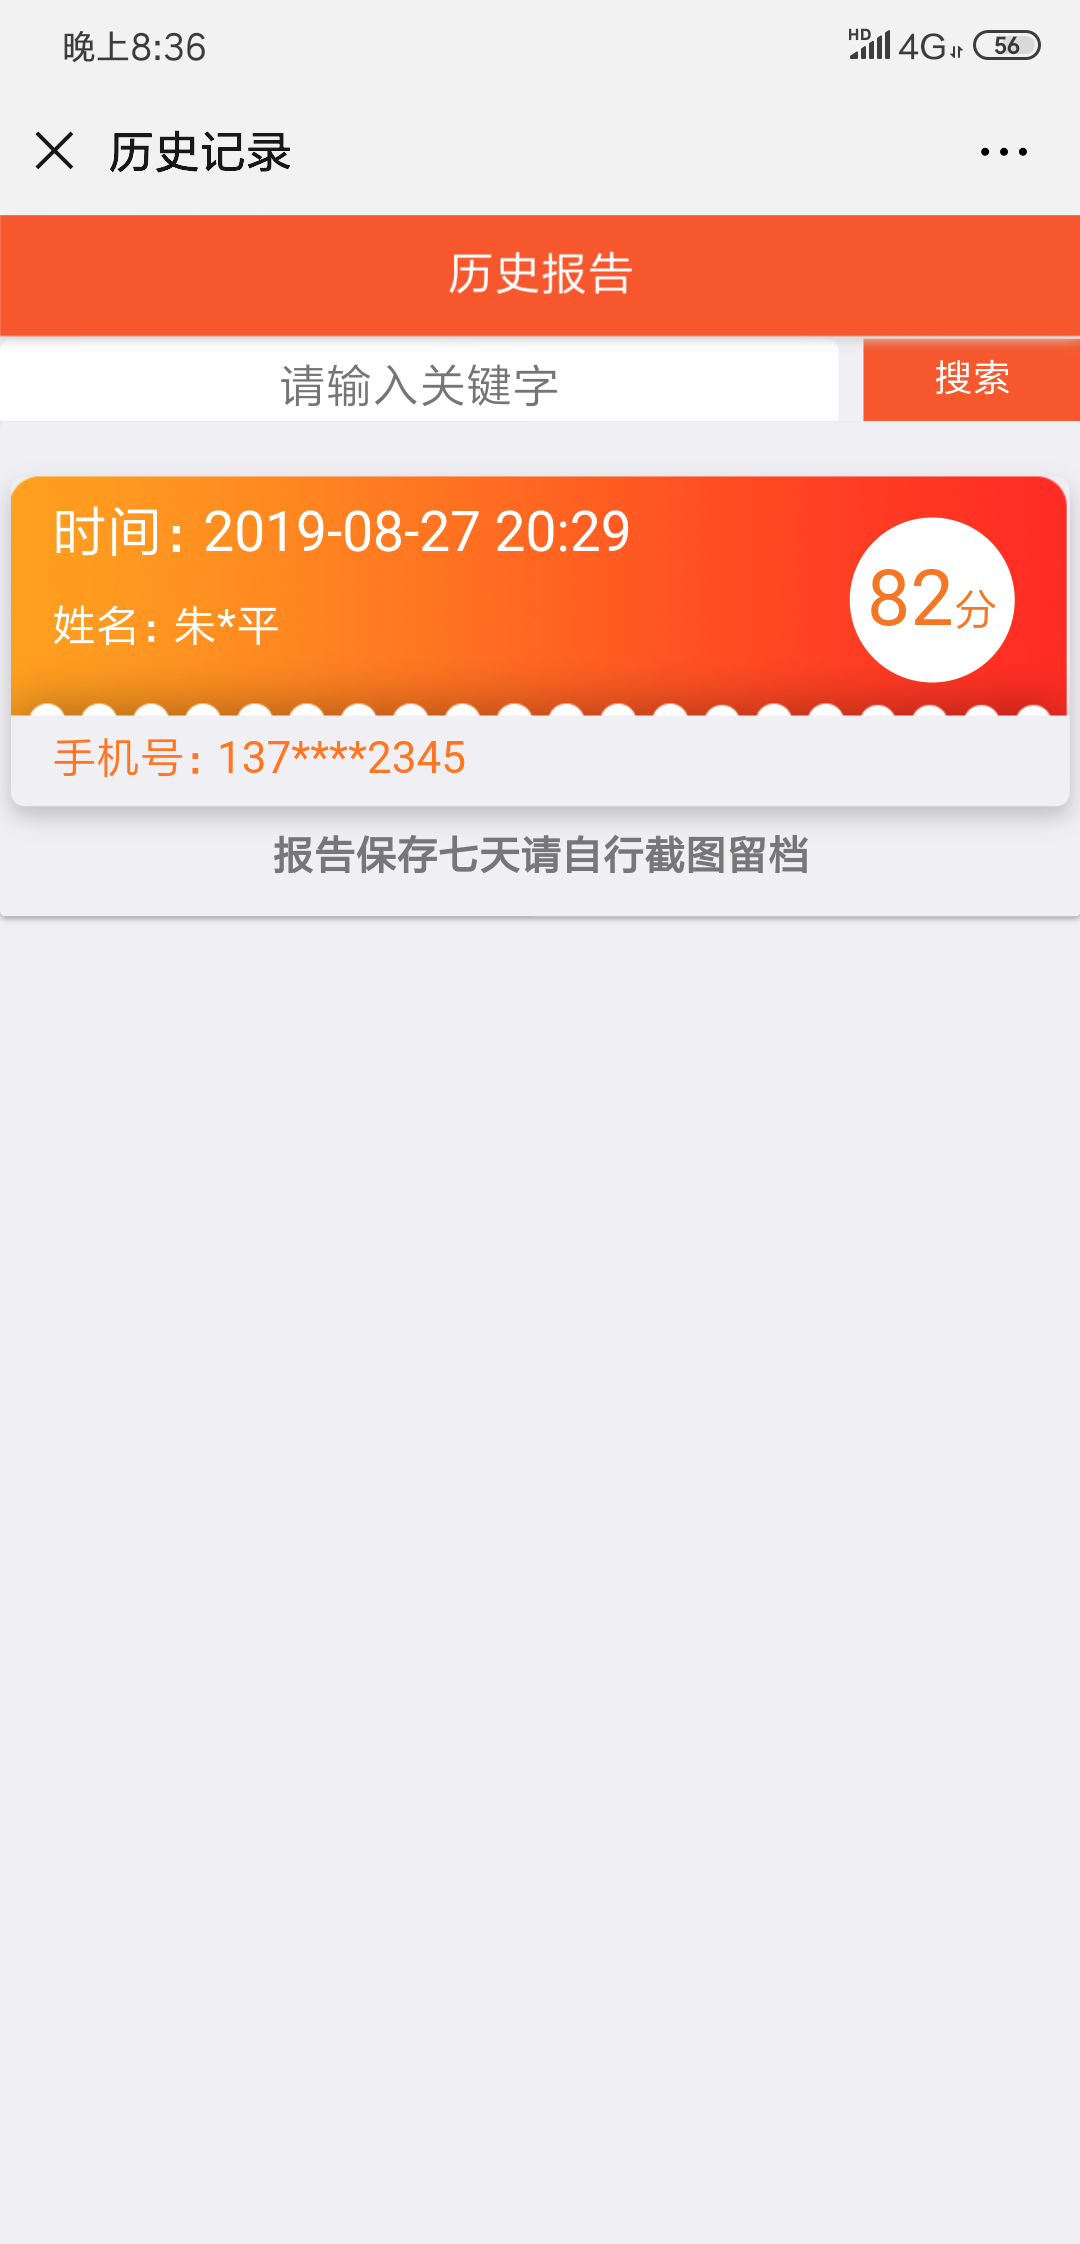 晚上8:36
HD 4G 56
历史记录
历史报告
请输入关键字
搜索
时间：2019-08-27 20:29
姓名：朱*平
82分
手机号：137****2345
报告保存七天请自行截图留档